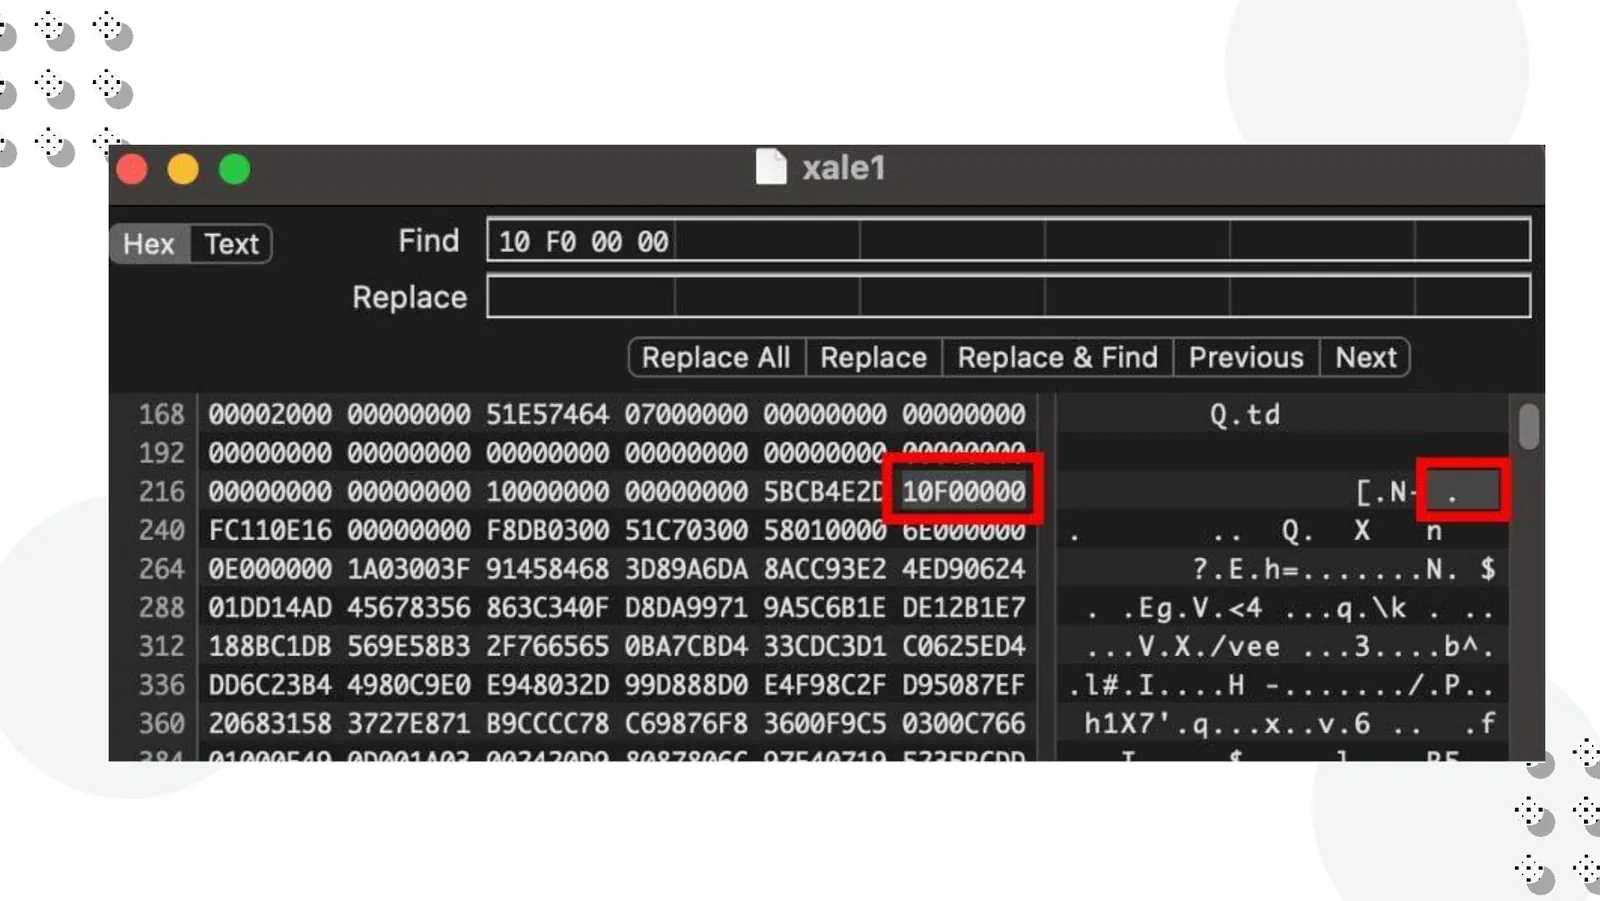 xale1
Hex Text Find 10 F0 00 00
Replace
Replace All Replace Replace & Find Previous Next
168 00002000 00000000 51E57464 07000000 00000000 00000000 Q.td
192 00000000 00000000 00000000 00000000 00000000 00000000
216 00000000 00000000 10000000 00000000 5BCB4E2D 10F00000 [.N- .
240 FC110E16 00000000 F8DB0300 51C70300 58010000 6E000000 . .. Q. X n
264 0E000000 1A03003F 91458468 3D89A6DA 8ACC93E2 4ED90624 ?.E.h=.......N. $
288 01DD14AD 45678356 863C340F D8DA9971 9A5C6B1E DE12B1E7 . .Eg.V.<4 ...q.\k . ..
312 188BC1DB 569E58B3 2F766565 0BA7CBD4 33CDC3D1 C0625ED4 ...V.X./vee ...3....b^.
336 DD6C23B4 4980C9E0 E948032D 99D888D0 E4F98C2F D95087EF .l#.I....H -......./.P..
360 20683158 3727E871 B9CCCC78 C69876F8 3600F9C5 0300C766 h1X7'.q...x..v.6 .. .f